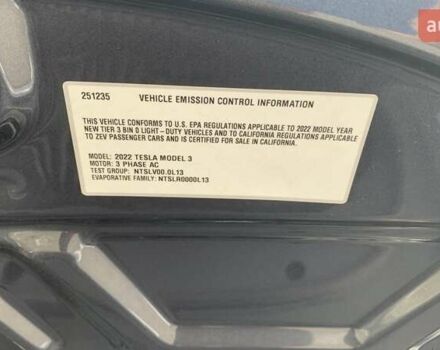 251235 VEHICLE EMISSION CONTROL INFORMATION
THIS VEHICLE CONFORMS TO U.S. EPA REGULATIONS APPLICABLE TO 2022 MODEL YEAR
NEW TIER 3 BIN 0 LIGHT - DUTY VEHICLES AND TO CALIFORNIA REGULATIONS APPLICABLE
TO ZEV PASSENGER CARS AND IS CERTIFIED FOR SALE IN CALIFORNIA.
MODEL: 2022 TESLA MODEL 3
MOTOR: 3 PHASE AC
TEST GROUP: NTSLV00.0L13
EVAPORATIVE FAMILY: NTSLR0000L13